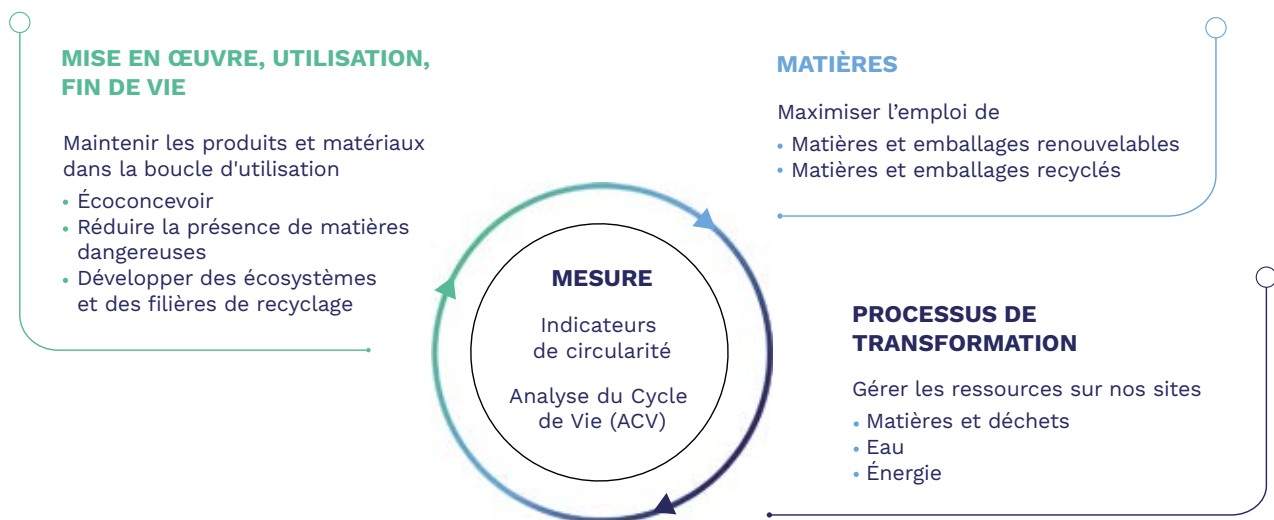 MISE EN ŒUVRE, UTILISATION,
FIN DE VIE
Maintenir les produits et matériaux
dans la boucle d'utilisation
• Écoconcevoir
• Réduire la présence de matières
dangereuses
• Développer des écosystèmes
et des filières de recyclage
MATIÈRES
Maximiser l’emploi de
• Matières et emballages renouvelables
• Matières et emballages recyclés
MESURE
Indicateurs
de circularité
Analyse du Cycle
de Vie (ACV)
PROCESSUS DE
TRANSFORMATION
Gérer les ressources sur nos sites
• Matières et déchets
• Eau
• Énergie